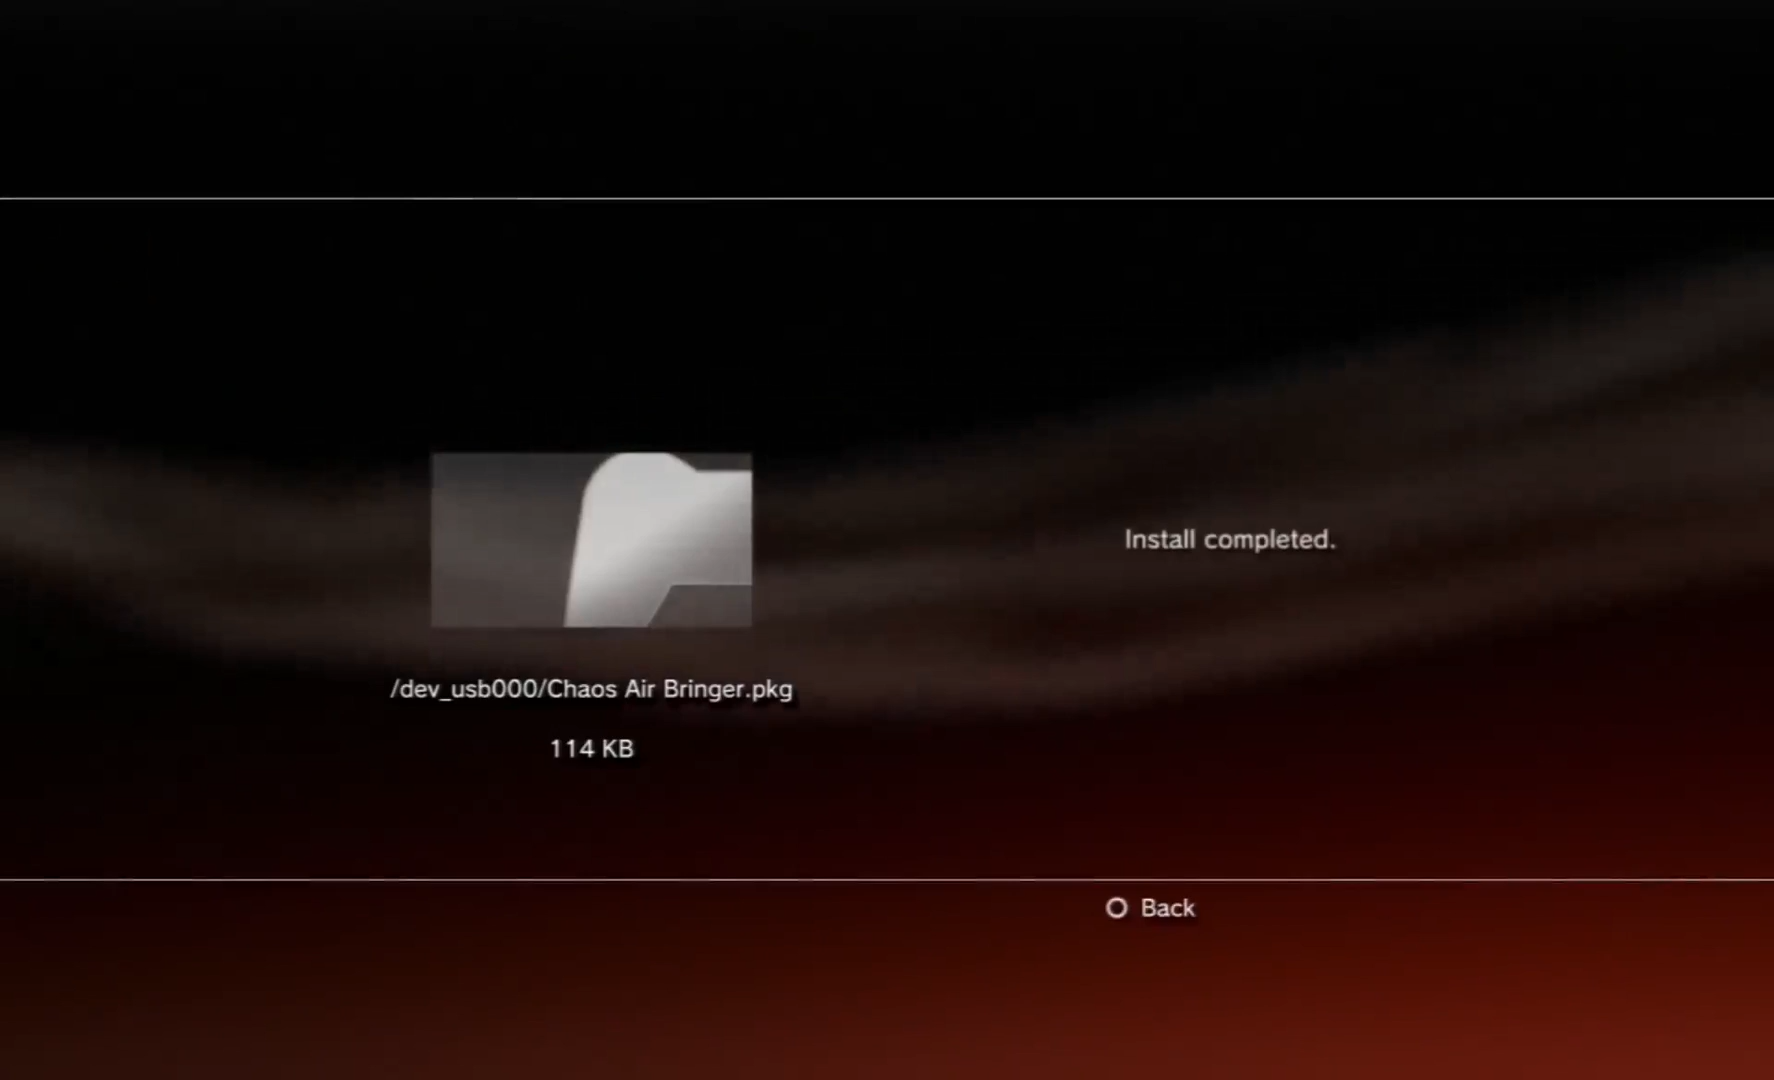 Install completed.
/dev_usb000/Chaos Air Bringer.pkg
114 KB
Back